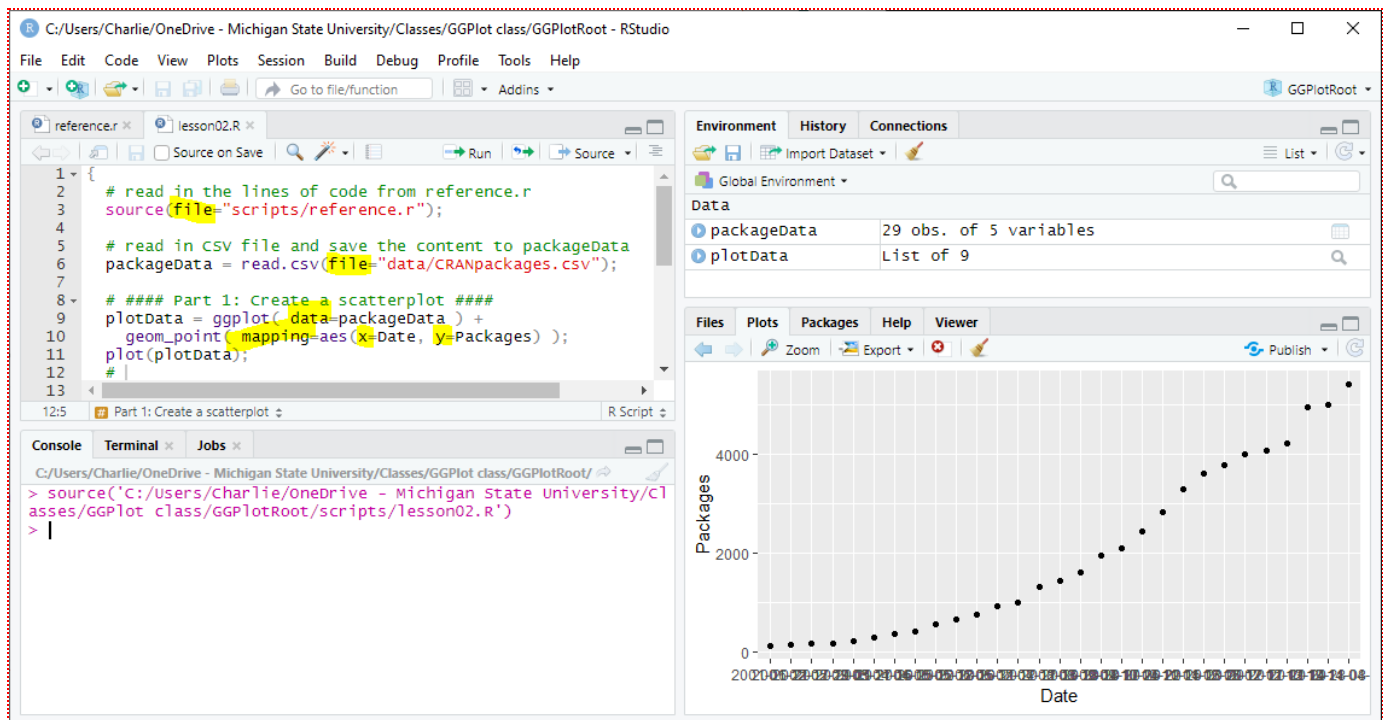 C:/Users/Charlie/OneDrive - Michigan State University/Classes/GGPlot class/GGPlotRoot - RStudio
File Edit Code View Plots Session Build Debug Profile Tools Help
Go to file/function Addins GGPlotRoot
reference.r lesson02.R
Source on Save Run Source
1 {
2 # read in the lines of code from reference.r
3 source(file="scripts/reference.r");
4
5 # read in CSV file and save the content to packageData
6 packageData = read.csv(file="data/CRANpackages.csv");
7
8 # #### Part 1: Create a scatterplot ####
9 plotData = ggplot( data=packageData ) +
10 geom_point( mapping=aes(x=Date, y=Packages) );
11 plot(plotData);
12 #
13
12:5 # Part 1: Create a scatterplot R Script
Console Terminal Jobs
C:/Users/Charlie/OneDrive - Michigan State University/Classes/GGPlot class/GGPlotRoot/
> source('C:/Users/Charlie/OneDrive - Michigan State University/Cl
asses/GGPlot class/GGPlotRoot/scripts/lesson02.R')
>
Environment History Connections
Import Dataset List
Global Environment
Data
packageData 29 obs. of 5 variables
plotData List of 9
Files Plots Packages Help Viewer
Zoom Export Publish
4000
2000
0
Packages
Date